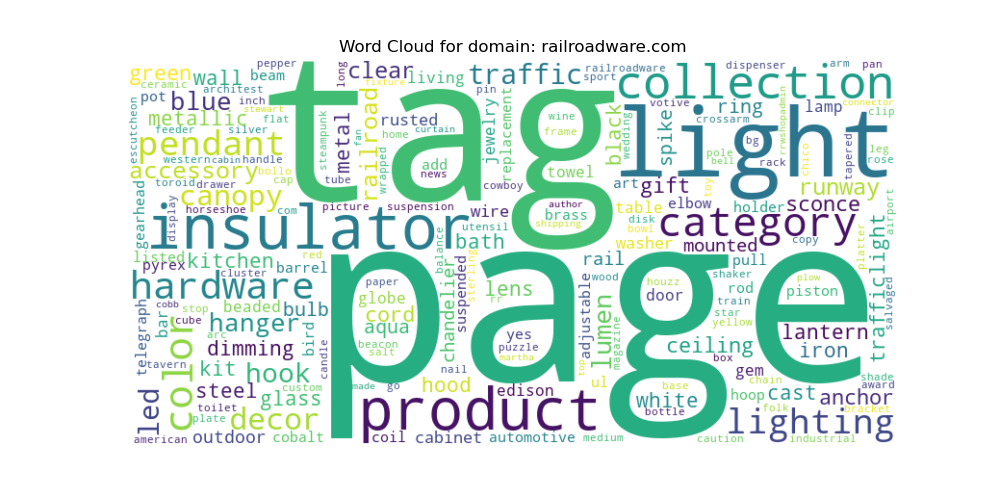 Word Cloud for domain: railroadware.com
pepper
long
clear
living
traffic
railroadware
sport
dispenser
arm
pan
green
wall
beam
fixture
collection
ceramic
architest
tag
pin
connector
pot
blue
inch
metal
railroad
wine
black
votive
ring
lamp
clip
escutcheon
metallic
stewart
rusted
jewelry
replacement
frame
wedding
spike
light
crossarm
rrwshopadmin
feeder
silver
flat
steampunk
home
curtain
pendant
fan
bg
tapered
western
cabin
handle
wrapped
add
towel
pole
bell
rack
chico
leg
rose
accessory
bollo
news
art
gift
toy
runway
toroid
drawer
cap
tube
cowboy
canopy
author
table
elbow
sconce
airport
gearhead
display
horseshoe
com
picture
suspension
wire
brass
shipping
disk
bowl
category
holder
copy
insulator
balance
utensil
bath
washer
mounted
platter
listed
kitchen
red
rail
pull
trafficlight
pyrex
cluster
barrel
suspended
sterling
page
wood
houzz
door
shaker
rod
plow
piston
salvaged
hardware
paper
globe
chandelier
lens
adjustable
train
telegraph
cobb
stop
beaded
bulb
cord
rr
lumen
star
yellow
bar
cube
color
hanger
bird
aqua
yes
puzzle
magazine
lantern
arc
dimming
beacon
salt
martha
ceiling
iron
tavern
kit
hook
candle
nail
top
box
gem
shade
led
steel
custom
made
go
hood
edison
ul
base
chain
award
toilet
glass
product
white
hoop
cast
anchor
plate
decor
bottle
folk
bracket
american
outdoor
cobalt
coil
cabinet
automotive
medium
caution
lighting
industrial